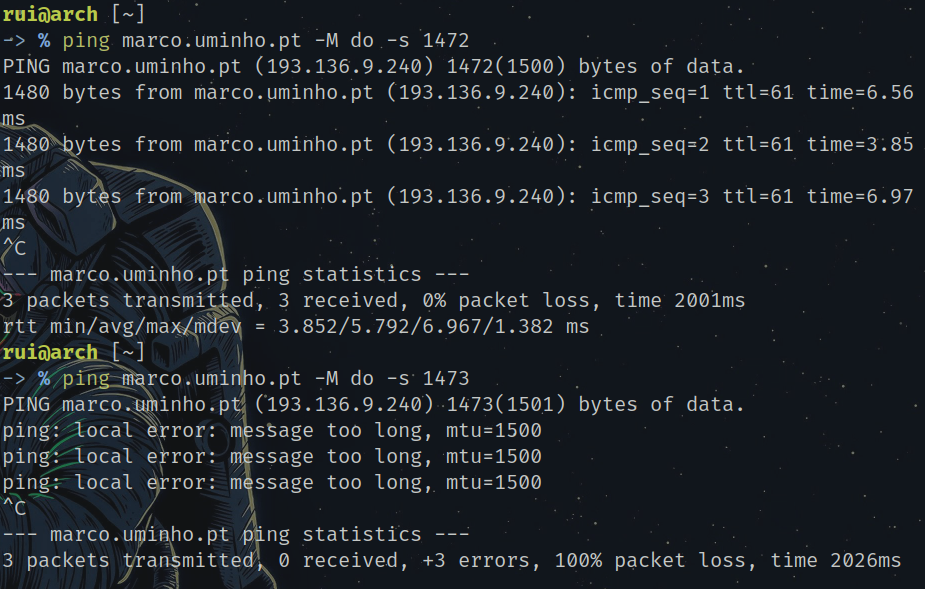 rui@arch [~]
-> % ping marco.uminho.pt -M do -s 1472
PING marco.uminho.pt (193.136.9.240) 1472(1500) bytes of data.
1480 bytes from marco.uminho.pt (193.136.9.240): icmp_seq=1 ttl=61 time=6.56
ms
1480 bytes from marco.uminho.pt (193.136.9.240): icmp_seq=2 ttl=61 time=3.85
ms
1480 bytes from marco.uminho.pt (193.136.9.240): icmp_seq=3 ttl=61 time=6.97
ms
^C
--- marco.uminho.pt ping statistics ---
3 packets transmitted, 3 received, 0% packet loss, time 2001ms
rtt min/avg/max/mdev = 3.852/5.792/6.967/1.382 ms
rui@arch [~]
-> % ping marco.uminho.pt -M do -s 1473
PING marco.uminho.pt (193.136.9.240) 1473(1501) bytes of data.
ping: local error: message too long, mtu=1500
ping: local error: message too long, mtu=1500
ping: local error: message too long, mtu=1500
^C
--- marco.uminho.pt ping statistics ---
3 packets transmitted, 0 received, +3 errors, 100% packet loss, time 2026ms